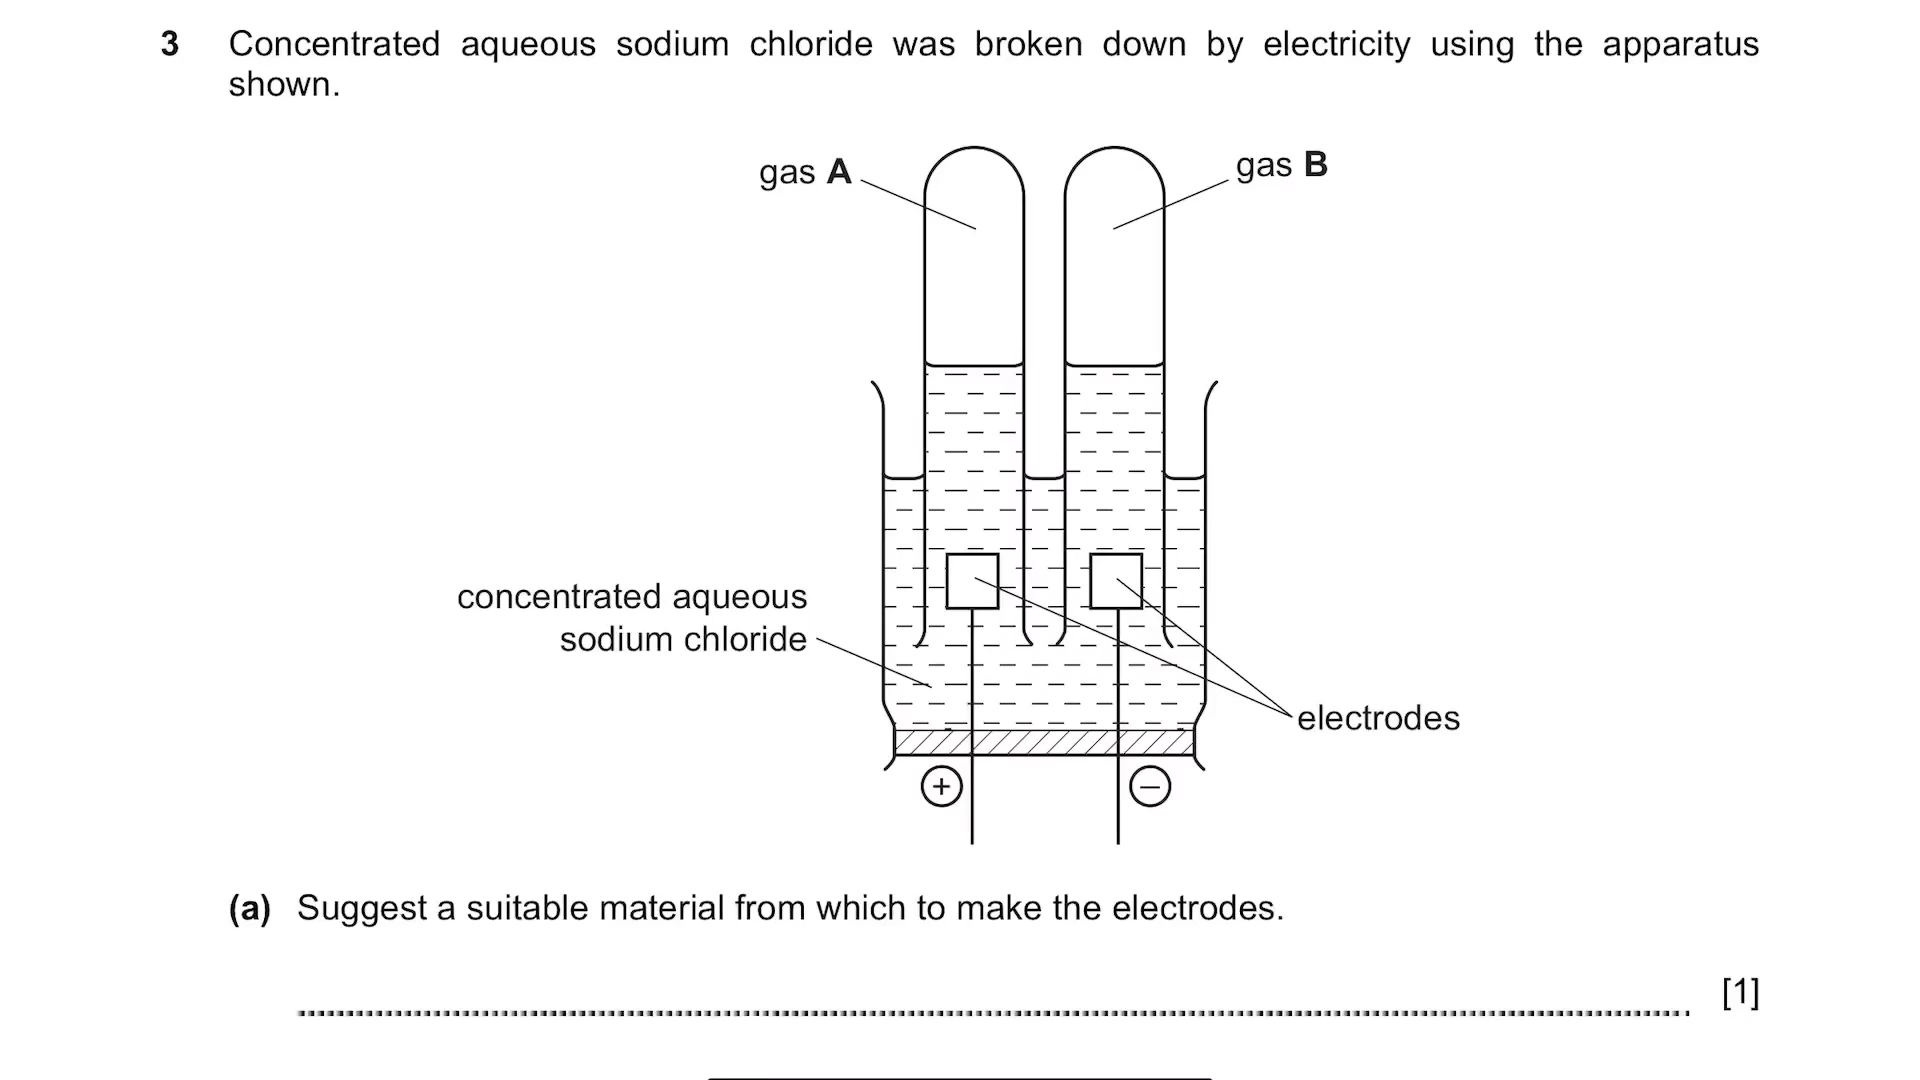 3 Concentrated aqueous sodium chloride was broken down by electricity using the apparatus
shown.
gas A
gas B
concentrated aqueous
sodium chloride
electrodes
+
–
(a) Suggest a suitable material from which to make the electrodes.
[1]